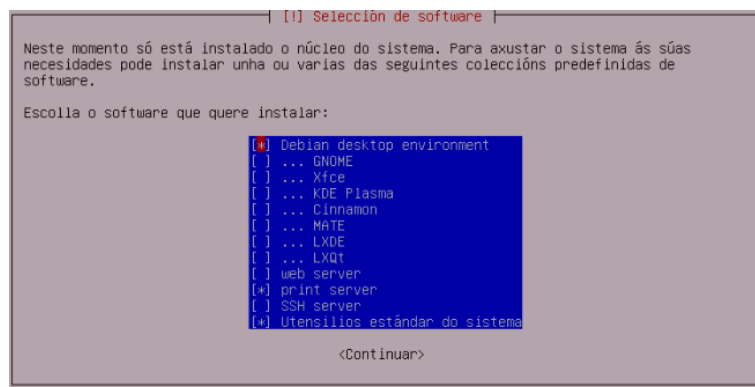 [!] Selección de software
Neste momento só está instalado o núcleo do sistema. Para axustar o sistema ás súas
necesidades pode instalar unha ou varias das seguintes coleccións predefinidas de
software.
Escolla o software que quere instalar:
[*] Debian desktop environment
[ ] ... GNOME
[ ] ... Xfce
[ ] ... KDE Plasma
[ ] ... Cinnamon
[ ] ... MATE
[ ] ... LXDE
[ ] ... LXQt
[ ] web server
[*] print server
[ ] SSH server
[*] Utensilios estándar do sistema
<Continuar>